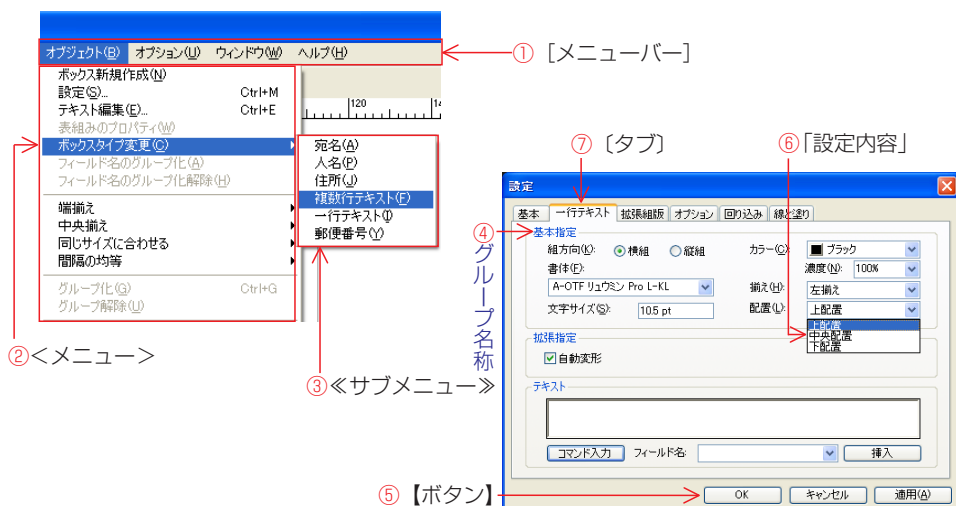 オブジェクト(B) オプション(U) ウィンドウ(W) ヘルプ(H)
① [メニューバー]
ボックス新規作成(N)
設定(S)... Ctrl+M
テキスト編集(E)... Ctrl+E
表組みのプロパティ(W)
ボックスタイプ変更(C)
フィールド名のグループ化(A)
フィールド名のグループ化解除(H)
端揃え
中央揃え
同じサイズに合わせる
間隔の均等
グループ化(G) Ctrl+G
グループ解除(U)
120 14
宛名(A)
人名(P)
住所(J)
複数行テキスト(F)
一行テキスト(I)
郵便番号(Y)
②<メニュー>
③≪サブメニュー≫
⑦〔タブ〕
⑥「設定内容」
設定
基本 一行テキスト 拡張組版 オプション 回り込み 線と塗り
④グループ名称
基本指定
組方向(K): 横組 縦組 カラー(C): ブラック
書体(F): 濃度(N): 100%
A-OTF リュウミン Pro L-KL 揃え(H): 左揃え
文字サイズ(S): 10.5 pt 配置(L): 上配置
上配置
中央配置
下配置
拡張指定
自動変形
テキスト
コマンド入力 フィールド名: 挿入
⑤【ボタン】
OK キャンセル 適用(A)